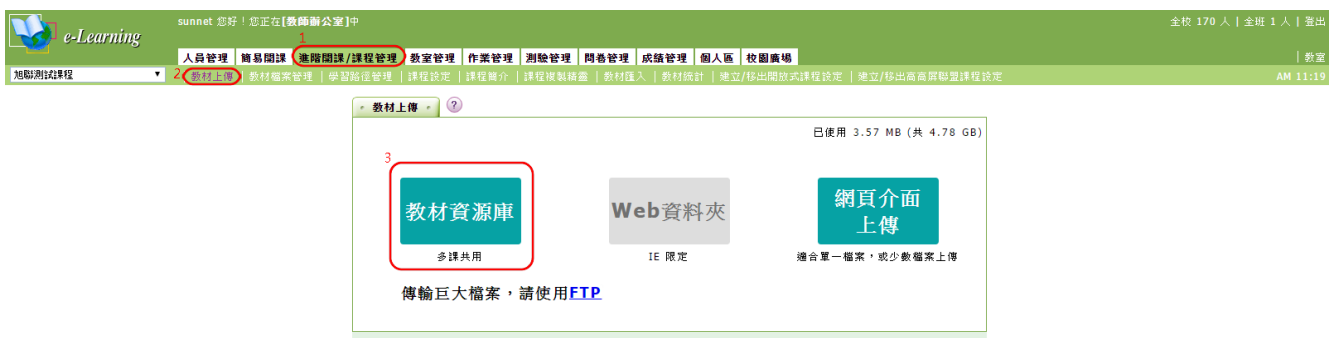 e-Learning
sunnet 您好！您正在[教師辦公室]中
全校 170 人 | 全班 1 人 | 登出
1
人員管理 簡易開課 進階開課/課程管理 教室管理 作業管理 測驗管理 問卷管理 成績管理 個人區 校園廣場
| 教室
旭聯測試課程
2 教材上傳 | 教材檔案管理 | 學習路徑管理 | 課程設定 | 課程簡介 | 課程複製精靈 | 教材匯入 | 教材統計 | 建立/移出開放式課程設定 | 建立/移出高高屏聯盟課程設定
AM 11:19
教材上傳 ?
已使用 3.57 MB (共 4.78 GB)
3
教材資源庫
多課共用
Web資料夾
IE 限定
網頁介面
上傳
適合單一檔案，或少數檔案上傳
傳輸巨大檔案，請使用FTP